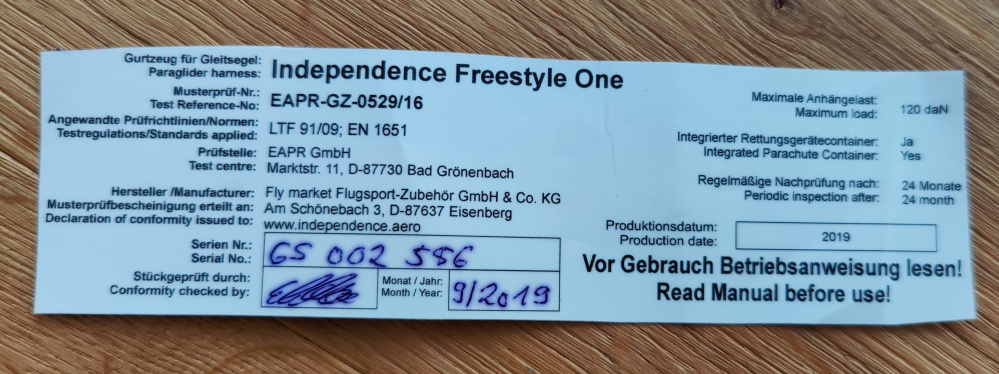 Gurtzeug für Gleitsegel:
Paraglider harness: Independence Freestyle One
Musterprüf-Nr.:
Test Reference-No: EAPR-GZ-0529/16
Angewandte Prüfrichtlinien/Normen:
Testregulations/Standards applied: LTF 91/09; EN 1651
Prüfstelle: EAPR GmbH
Test centre: Marktstr. 11, D-87730 Bad Grönenbach
Hersteller /Manufacturer: Fly market Flugsport-Zubehör GmbH & Co. KG
Musterprüfbescheinigung erteilt an: Am Schönebach 3, D-87637 Eisenberg
Declaration of conformity issued to: www.independence.aero
Serien Nr.:
Serial No.: GS 002 586
Stückgeprüft durch:
Conformity checked by:
Monat / Jahr:
Month / Year: 9/2019
Maximale Anhängelast:
Maximum load: 120 daN
Integrierter Rettungsgerätecontainer: Ja
Integrated Parachute Container: Yes
Regelmäßige Nachprüfung nach: 24 Monate
Periodic inspection after: 24 month
Produktionsdatum:
Production date: 2019
Vor Gebrauch Betriebsanweisung lesen!
Read Manual before use!